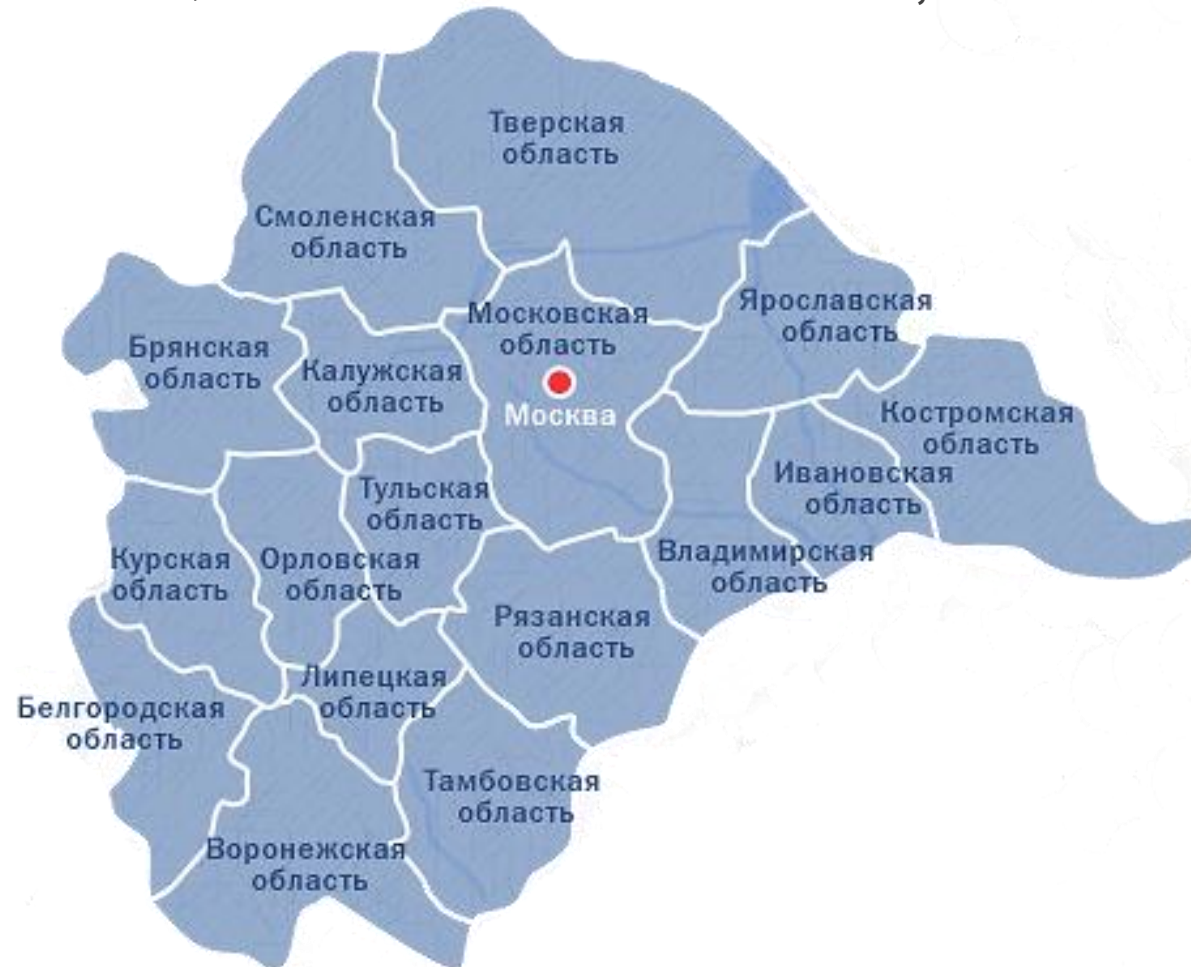 Тверская
область
Смоленская
область
Московская
область
Москва
Ярославская
область
Брянская
область
Калужская
область
Костромская
область
Ивановская
область
Тульская
область
Курская
область
Орловская
область
Владимирская
область
Рязанская
область
Липецкая
область
Белгородская
область
Тамбовская
область
Воронежская
область